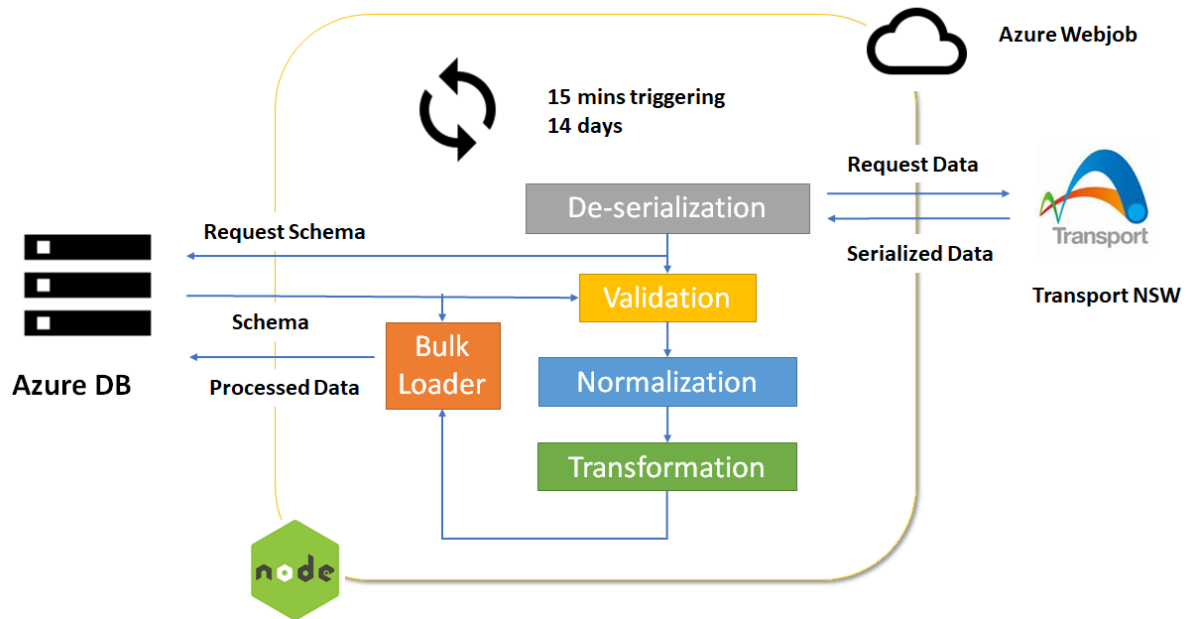 Azure Webjob
15 mins triggering
14 days
Request Data
De-serialization
Transport
Request Schema
Serialized Data
Validation
Transport NSW
Schema
Bulk
Loader
Normalization
Azure DB
Processed Data
Transformation
node